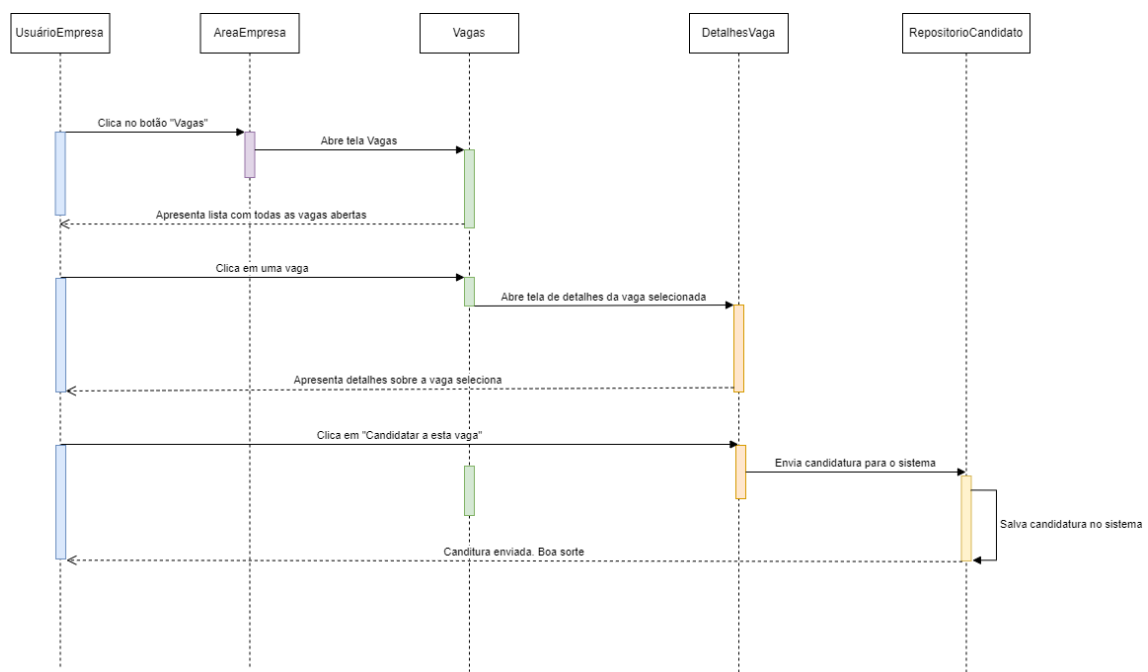 UsuárioEmpresa
AreaEmpresa
Vagas
DetalhesVaga
RepositorioCandidato
Clica no botão "Vagas"
Abre tela Vagas
Apresenta lista com todas as vagas abertas
Clica em uma vaga
Abre tela de detalhes da vaga selecionada
Apresenta detalhes sobre a vaga seleciona
Clica em "Candidatar a esta vaga"
Envia candidatura para o sistema
Salva candidatura no sistema
Canditura enviada. Boa sorte